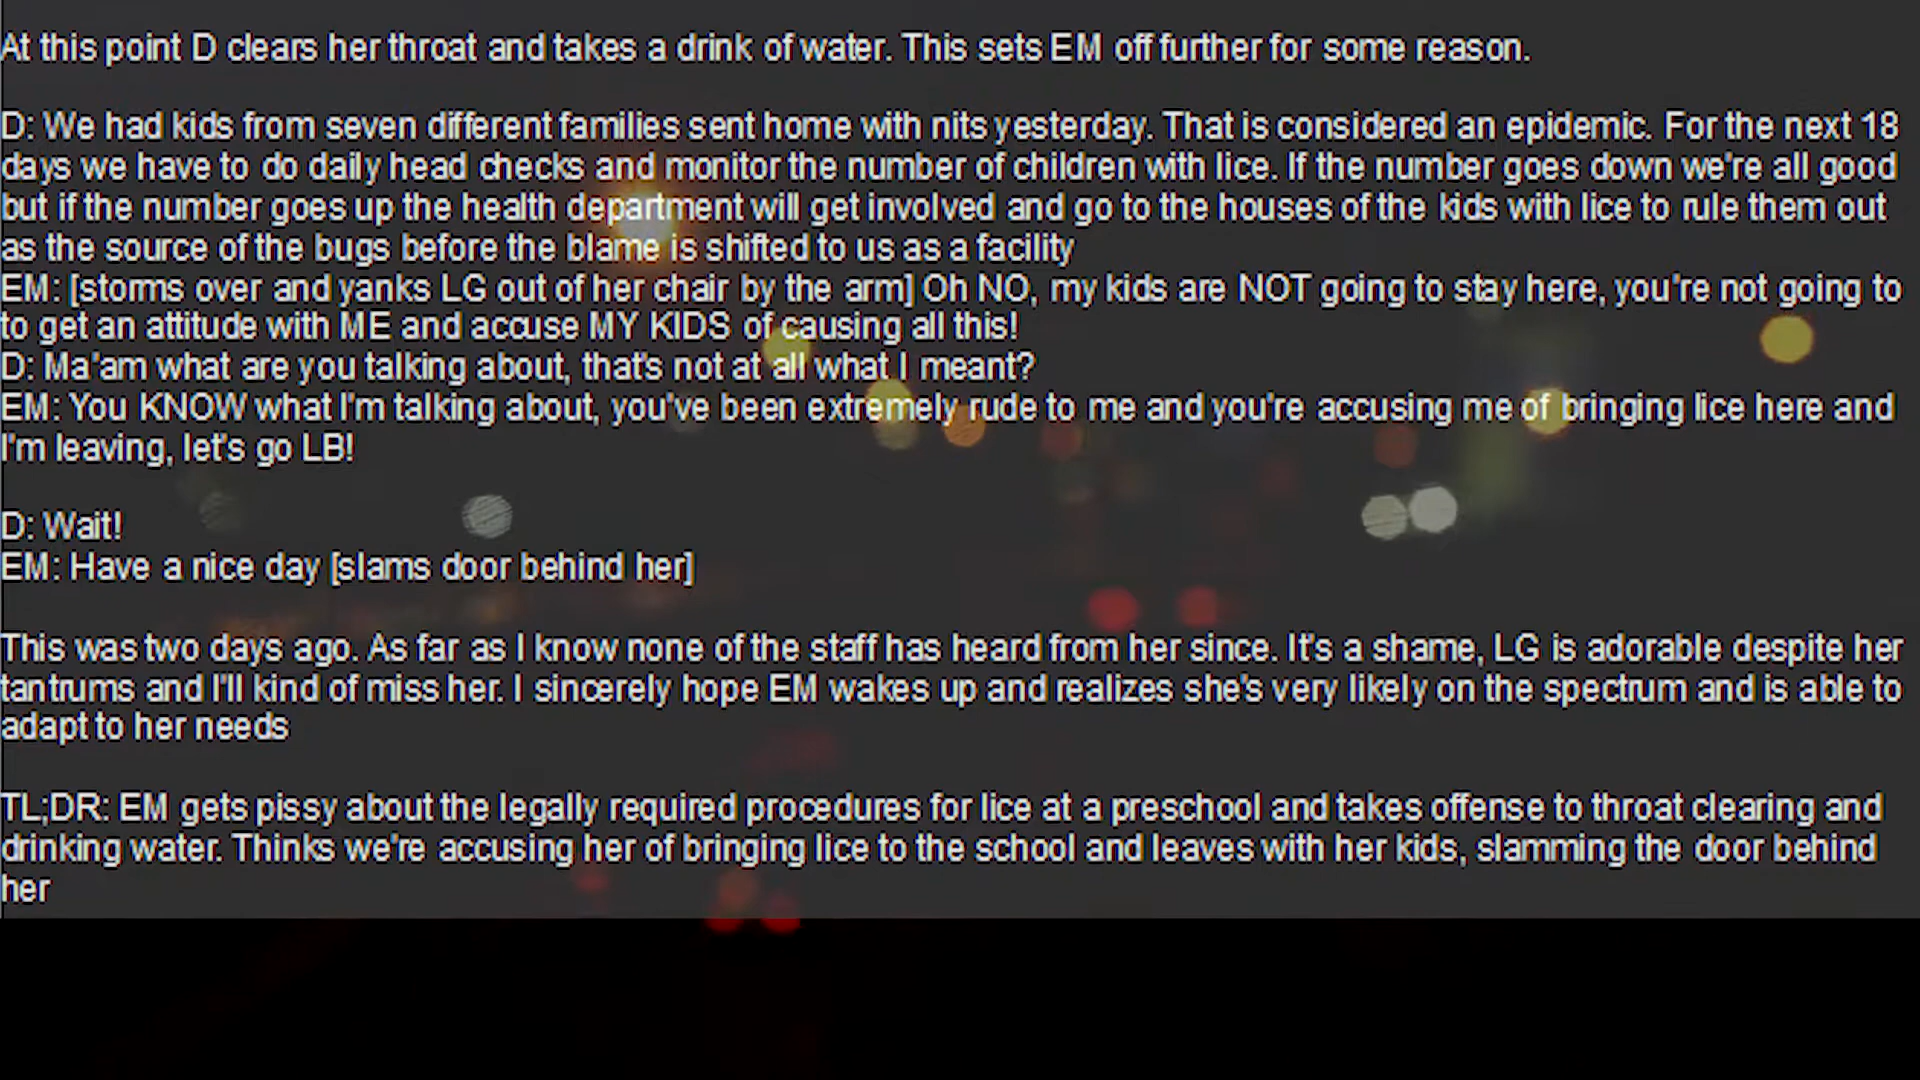 At this point D clears her throat and takes a drink of water. This sets EM off further for some reason.
D: We had kids from seven different families sent home with nits yesterday. That is considered an epidemic. For the next 18
days we have to do daily head checks and monitor the number of children with lice. If the number goes down we're all good
but if the number goes up the health department will get involved and go to the houses of the kids with lice to rule them out
as the source of the bugs before the blame is shifted to us as a facility
EM: [storms over and yanks LG out of her chair by the arm] Oh NO, my kids are NOT going to stay here, you're not going to
to get an attitude with ME and accuse MY KIDS of causing all this!
D: Ma'am what are you talking about, that's not at all what I meant?
EM: You KNOW what I'm talking about, you've been extremely rude to me and you're accusing me of bringing lice here and
I'm leaving, let's go LB!
D: Wait!
EM: Have a nice day [slams door behind her]
This was two days ago. As far as I know none of the staff has heard from her since. It's a shame, LG is adorable despite her
tantrums and I'll kind of miss her. I sincerely hope EM wakes up and realizes she's very likely on the spectrum and is able to
adapt to her needs
TL;DR: EM gets pissy about the legally required procedures for lice at a preschool and takes offense to throat clearing and
drinking water. Thinks we're accusing her of bringing lice to the school and leaves with her kids, slamming the door behind
her